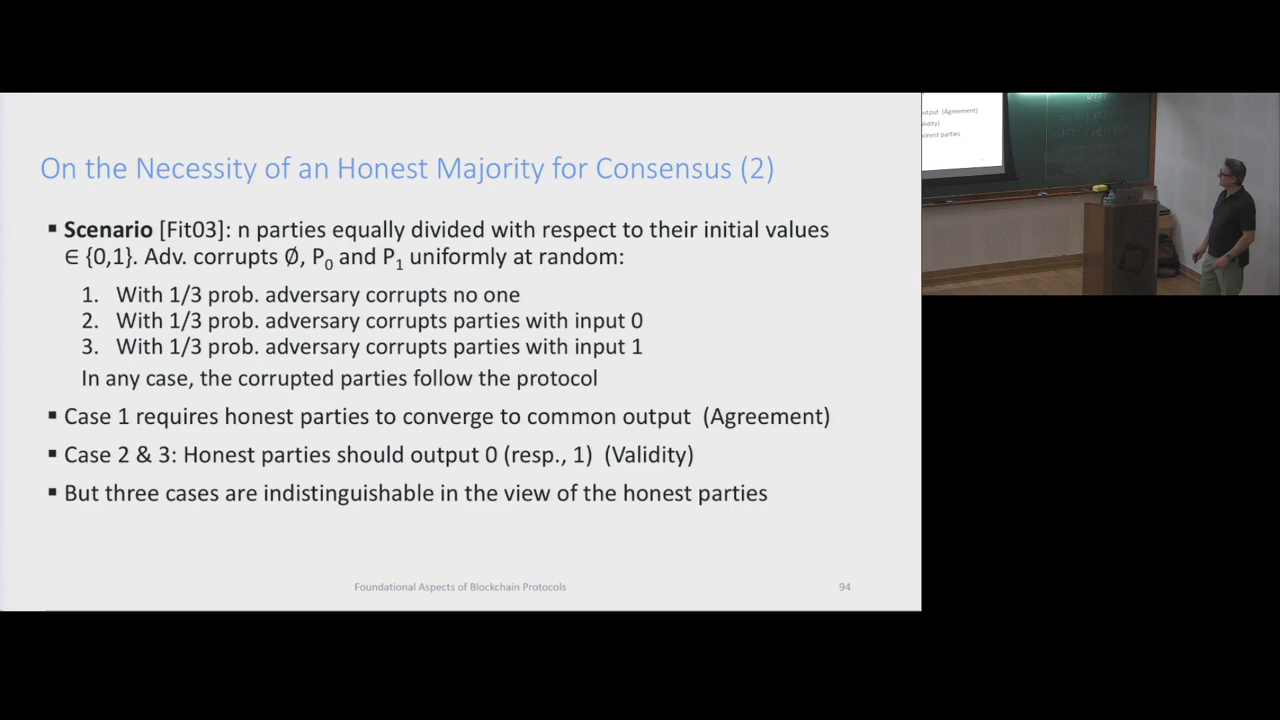 On the Necessity of an Honest Majority for Consensus (2)
▪ Scenario [Fit03]: n parties equally divided with respect to their initial values
∈ {0,1}. Adv. corrupts Ø, P₀ and P₁ uniformly at random:
1. With 1/3 prob. adversary corrupts no one
2. With 1/3 prob. adversary corrupts parties with input 0
3. With 1/3 prob. adversary corrupts parties with input 1
In any case, the corrupted parties follow the protocol
▪ Case 1 requires honest parties to converge to common output (Agreement)
▪ Case 2 & 3: Honest parties should output 0 (resp., 1) (Validity)
▪ But three cases are indistinguishable in the view of the honest parties
Foundational Aspects of Blockchain Protocols 94
output (Agreement)
honest parties